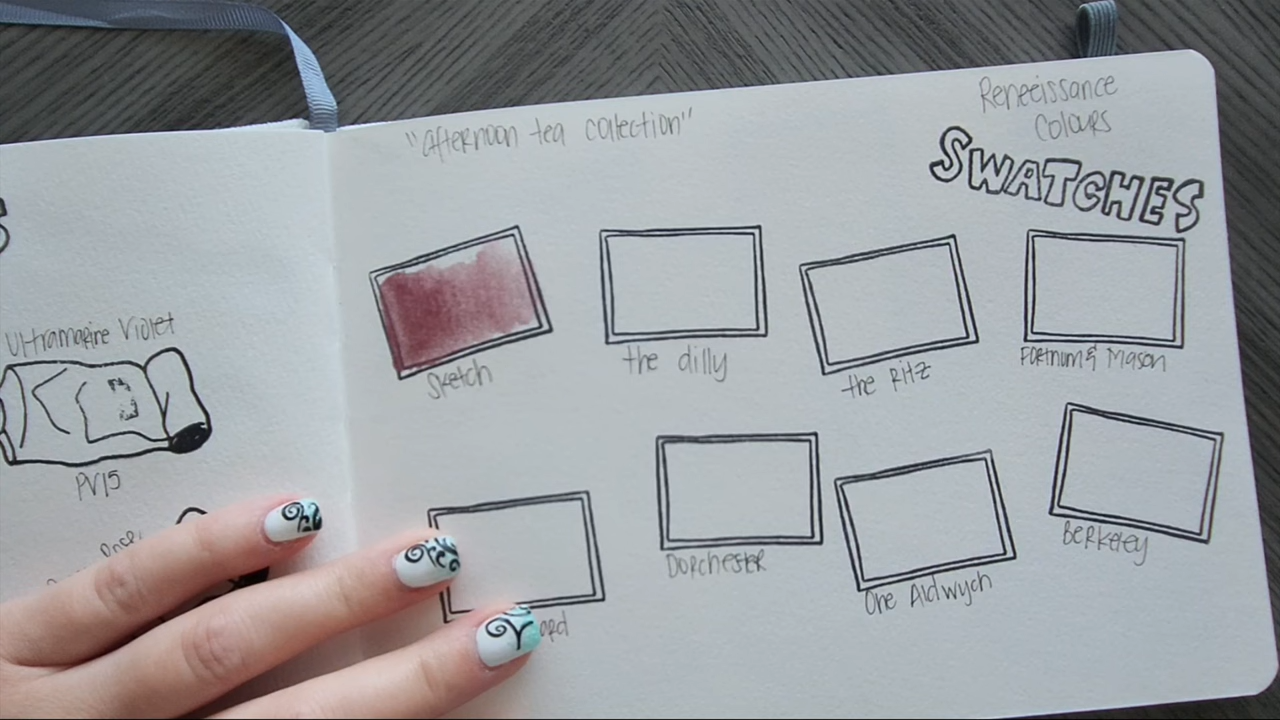 "afternoon tea collection"
Reneeissance
Colours
SWATCHES
Sketch
the dilly
the Ritz
Fortnum & Mason
Dorchester
One Aldwych
Berkeley
Ultramarine Violet
PV15